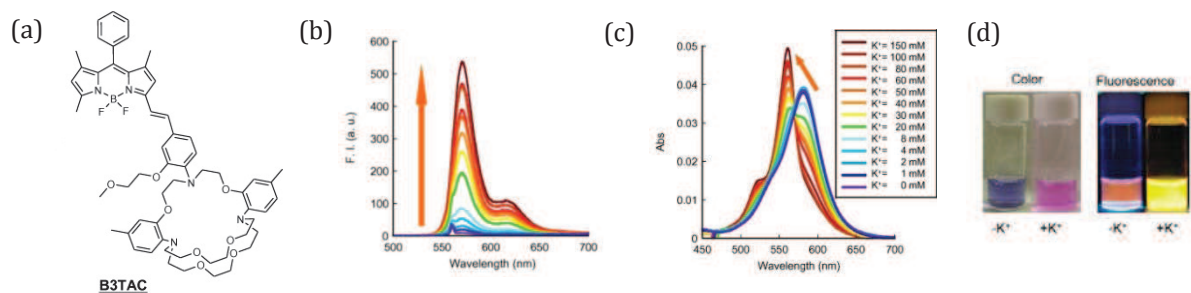 (a)
B
F
F
N
N
O
O
N
O
O
N
N
O
O
O
O
O
B3TAC
(b)
600
500
400
300
200
100
0
F. I. (a. u.)
500
550
600
650
700
Wavelength (nm)
(c)
0.05
0.04
0.03
0.02
0.01
0
Abs
450
500
550
600
650
700
Wavelength (nm)
K⁺= 150 mM
K⁺= 100 mM
K⁺= 80 mM
K⁺= 60 mM
K⁺= 50 mM
K⁺= 40 mM
K⁺= 30 mM
K⁺= 20 mM
K⁺= 8 mM
K⁺= 4 mM
K⁺= 2 mM
K⁺= 1 mM
K⁺= 0 mM
(d)
Color
Fluorescence
-K⁺ +K⁺
-K⁺ +K⁺